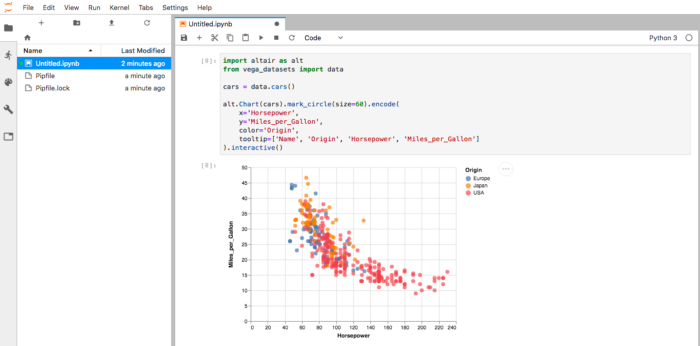 File Edit View Run Kernel Tabs Settings Help
Name Last Modified
Untitled.ipynb 2 minutes ago
Pipfile a minute ago
Pipfile.lock a minute ago
Untitled.ipynb
Code Python 3
[8]: import altair as alt
from vega_datasets import data
cars = data.cars()
alt.Chart(cars).mark_circle(size=60).encode(
x='Horsepower',
y='Miles_per_Gallon',
color='Origin',
tooltip=['Name', 'Origin', 'Horsepower', 'Miles_per_Gallon']
).interactive()
[8]:
50
45
40
35
30
25
20
15
10
5
0
Miles_per_Gallon
0 20 40 60 80 100 120 140 160 180 200 220 240
Horsepower
Origin
Europe
Japan
USA